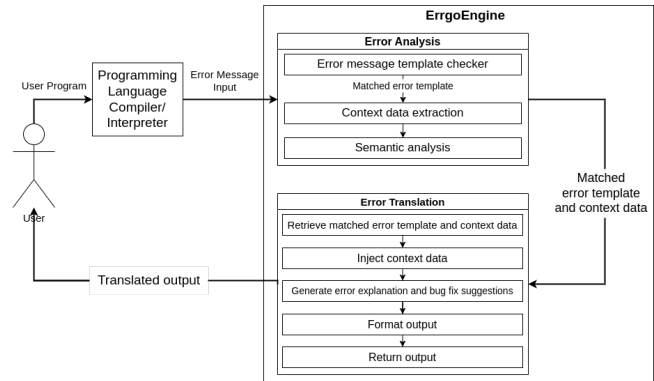 ErrgoEngine
Error Analysis
Error message template checker
Matched error template
Context data extraction
Semantic analysis
User Program
Programming
Language
Compiler/
Interpreter
Error Message
Input
Matched
error template
and context data
User
Error Translation
Retrieve matched error template and context data
Inject context data
Generate error explanation and bug fix suggestions
Format output
Return output
Translated output